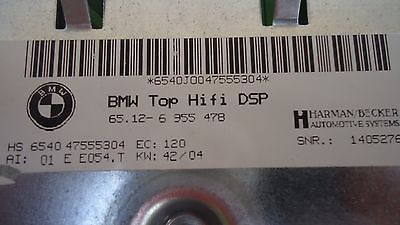 *6540J0047555304*
BMW
BMW Top Hifi DSP
65.12- 6 955 478
HARMAN/BECKER
AUTOMOTIVE SYSTEMS
HS 6540 47555304 EC: 120
SNR.: 1405276
AI: 01 E E054.T KW: 42/04